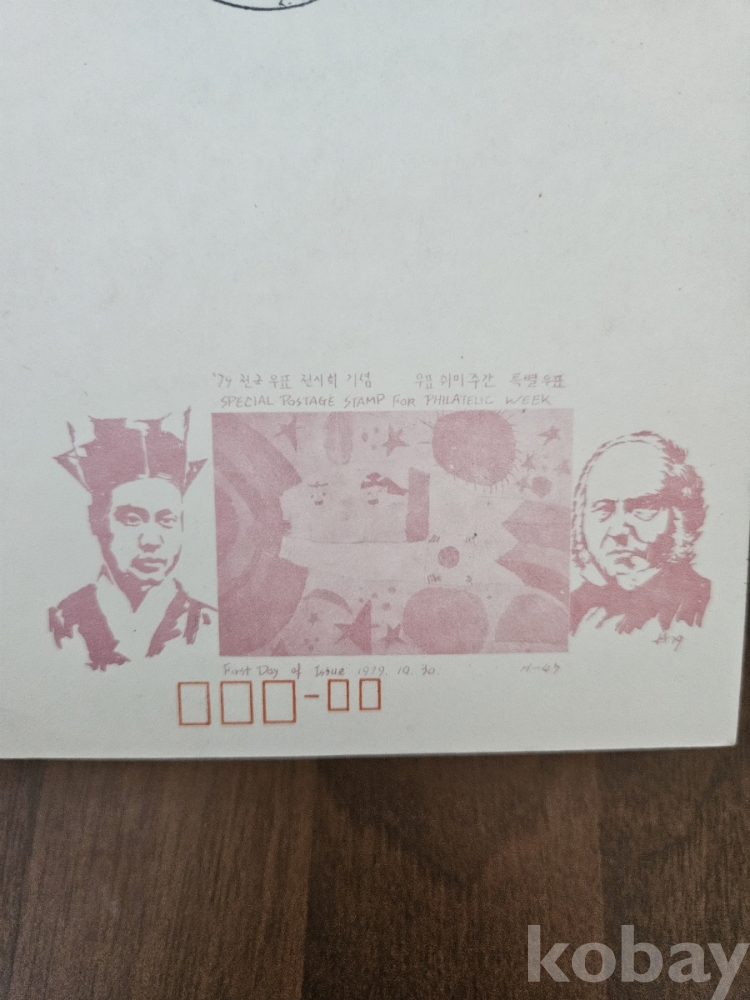 '79 전국 우표 전시회 기념 우표 취미 주간 특별 우표
SPECIAL POSTAGE STAMP FOR PHILATELIC WEEK
First Day of Issue 1979. 10. 30.
kobay